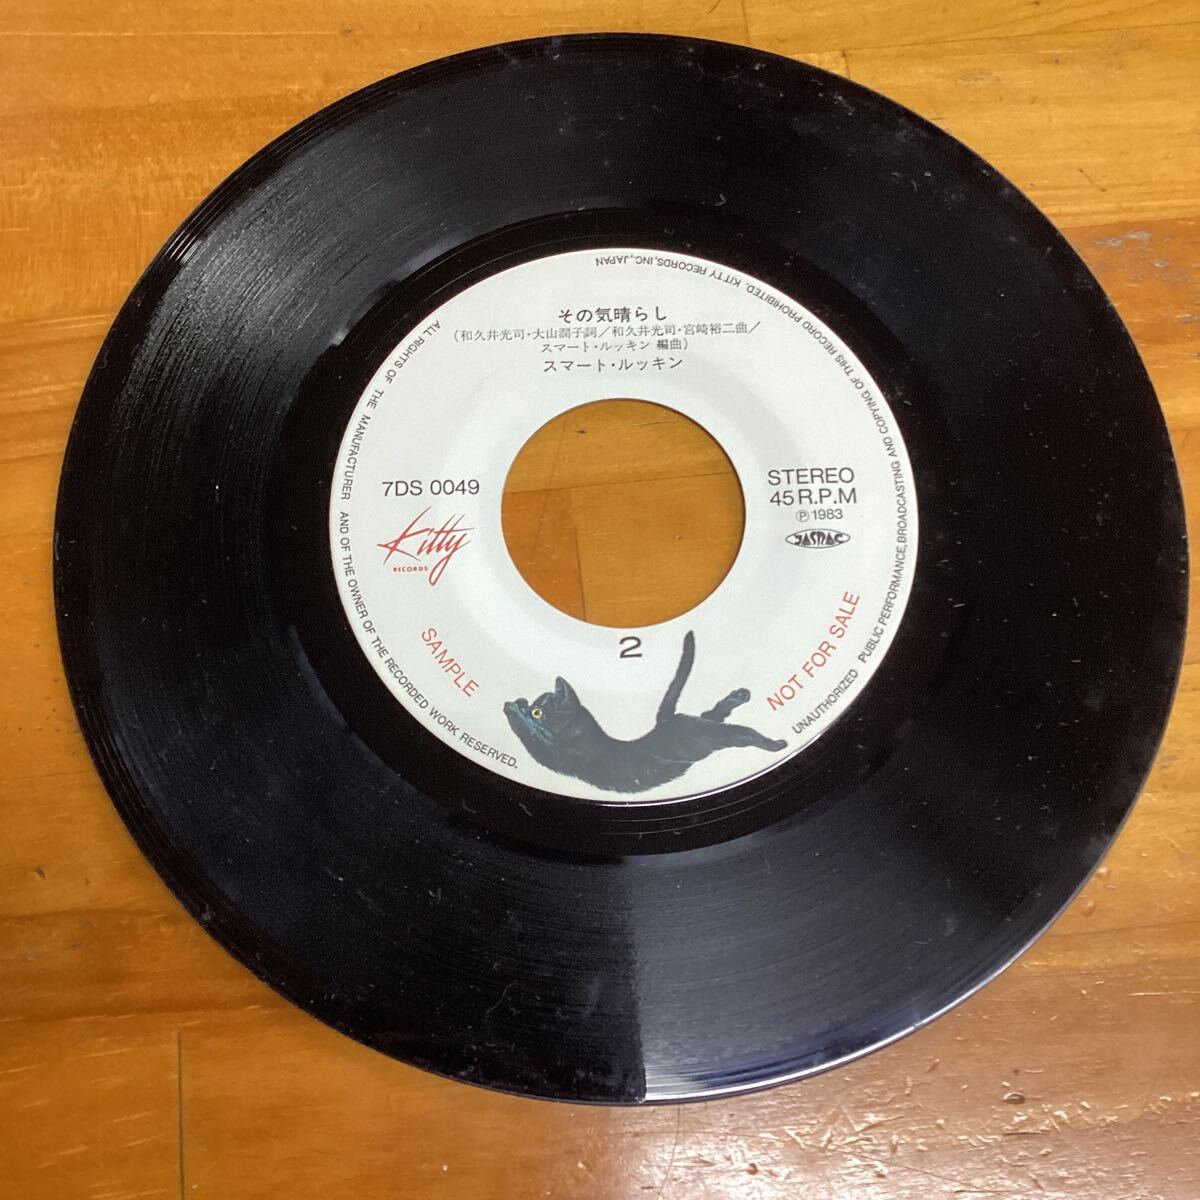 その気晴らし
(和久井光司・大山潤子詞／和久井光司・宮崎裕二曲／
スマート・ルッキン 編曲)
スマート・ルッキン
7DS 0049
STEREO
45 R.P.M
Ⓟ1983
JASRAC
Kitty
RECORDS
SAMPLE
2
NOT FOR SALE
ALL RIGHTS OF THE MANUFACTURER AND OF THE OWNER OF THE RECORDED WORK RESERVED.
UNAUTHORIZED PUBLIC PERFORMANCE, BROADCASTING AND COPYING OF THIS RECORD PROHIBITED. KITTY RECORDS, INC., JAPAN